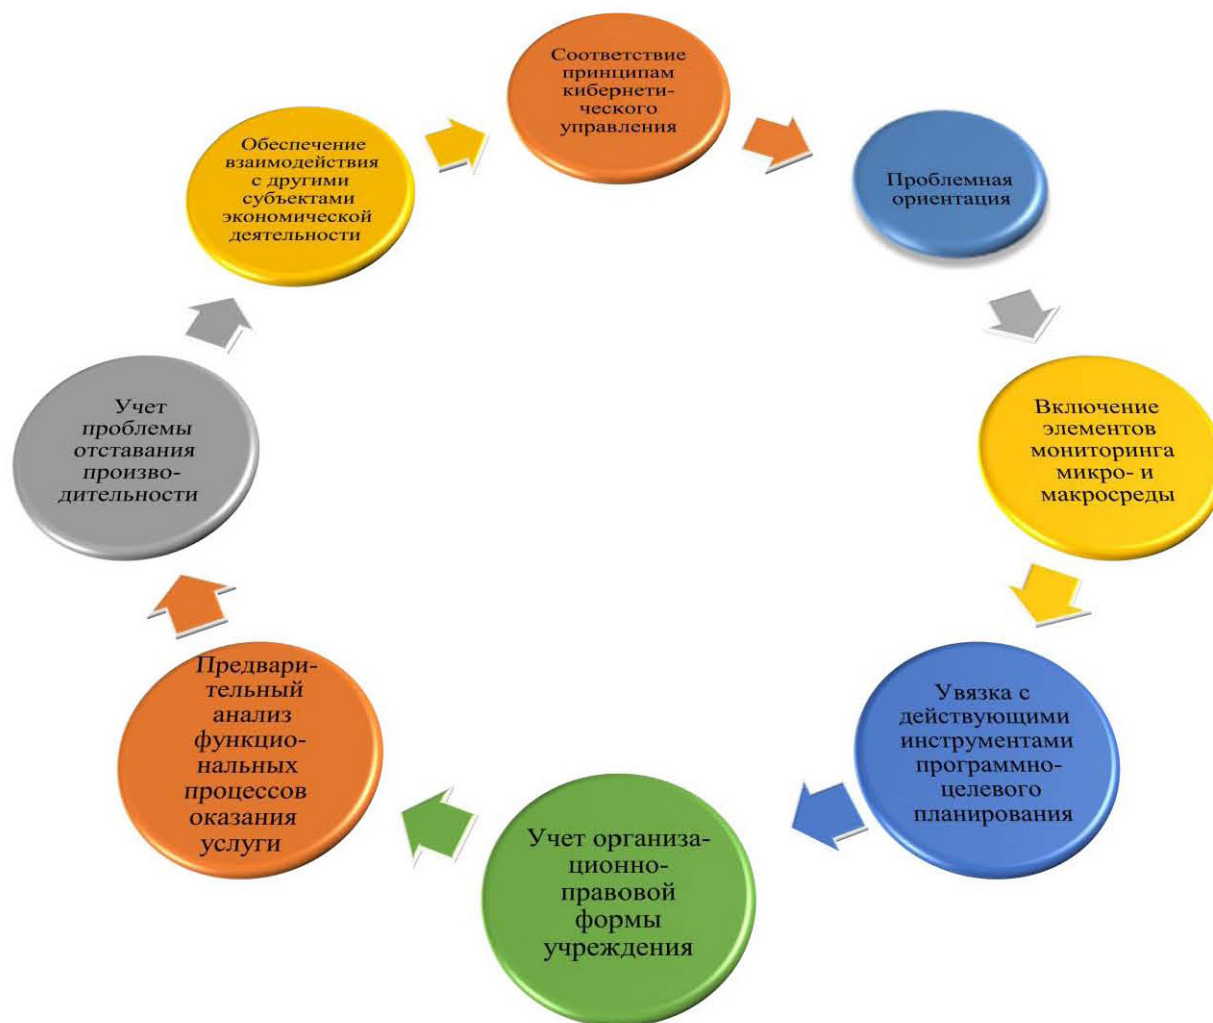 Соответствие
принципам
кибернети-
ческого
управления
Проблемная
ориентация
Включение
элементов
мониторинга
микро- и
макросреды
Увязка с
действующими
инструментами
программно-
целевого
планирования
Учет организа-
ционно-
правовой
формы
учреждения
Предвари-
тельный
анализ
функцио-
нальных
процессов
оказания
услуги
Учет
проблемы
отставания
произво-
дительности
Обеспечение
взаимодействия
с другими
субъектами
экономической
деятельности